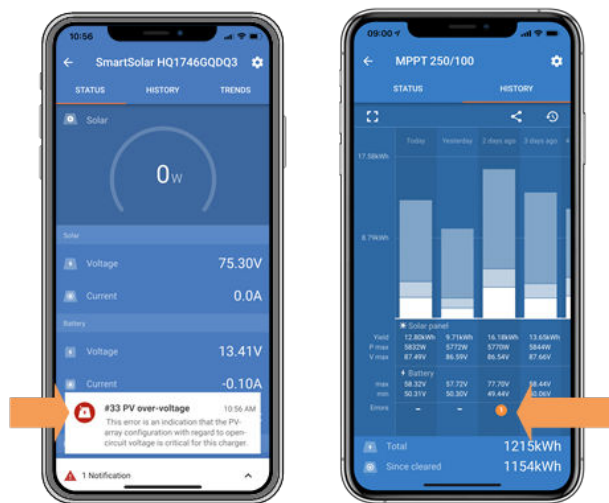 10:56
SmartSolar HQ1746GQDQ3
STATUS HISTORY TRENDS
Solar
0W
Solar
Voltage 75.30V
Current 0.0A
Battery
Voltage 13.41V
Current -0.10A
#33 PV over-voltage 10:56 AM
This error is an indication that the PV-
array configuration with regard to open-
circuit voltage is critical for this charger.
1 Notification
09:00
MPPT 250/100
STATUS HISTORY
Today Yesterday 2 days ago 3 days ago
17.58kWh
8.79kWh
Solar panel
Yield 12.80kWh 9.71kWh 16.18kWh 13.65kWh
P max 5832W 5772W 5770W 5844W
V max 87.49V 86.59V 86.54V 87.66V
Battery
max 58.32V 57.72V 77.70V 58.44V
min 50.31V 50.30V 49.44V
Errors – –
Total 1215kWh
Since cleared 1154kWh